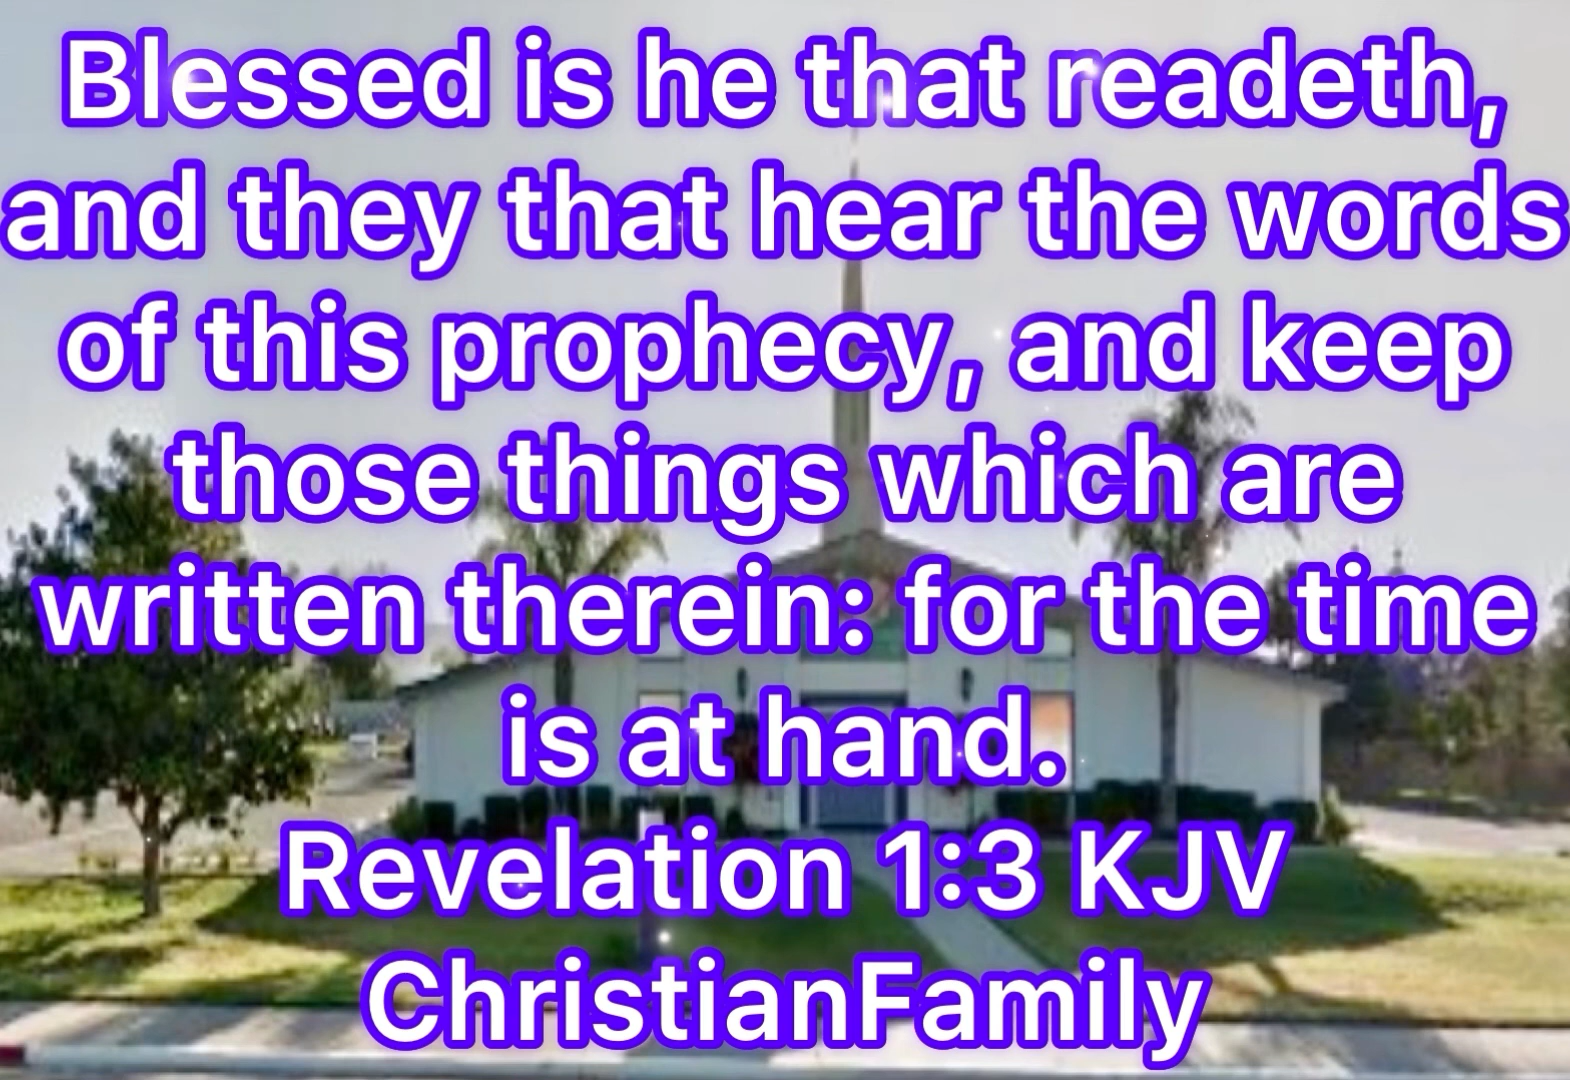 Blessed is he that readeth,
and they that hear the words
of this prophecy, and keep
those things which are
written therein: for the time
is at hand.
Revelation 1:3 KJV
ChristianFamily